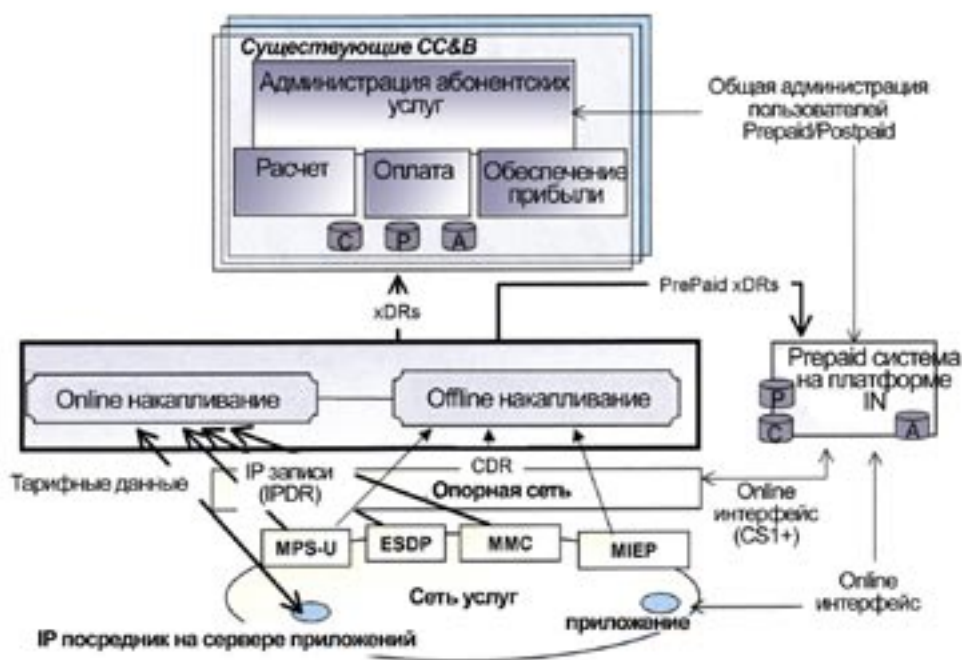 Существующие CC&B
Администрация абонентских
услуг
Расчет
Оплата
Обеспечение
прибыли
C
P
A
Общая администрация
пользователей
Prepaid/Postpaid
xDRs
PrePaid xDRs
Online накапливание
Offline накапливание
Prepaid система
на платформе
IN
P
C
A
Тарифные данные
IP записи
(IPDR)
CDR
Опорная сеть
Online
интерфейс
(CS1+)
MPS-U
ESDP
MMC
MIEP
Сеть услуг
Online
интерфейс
приложение
IP посредник на сервере приложений